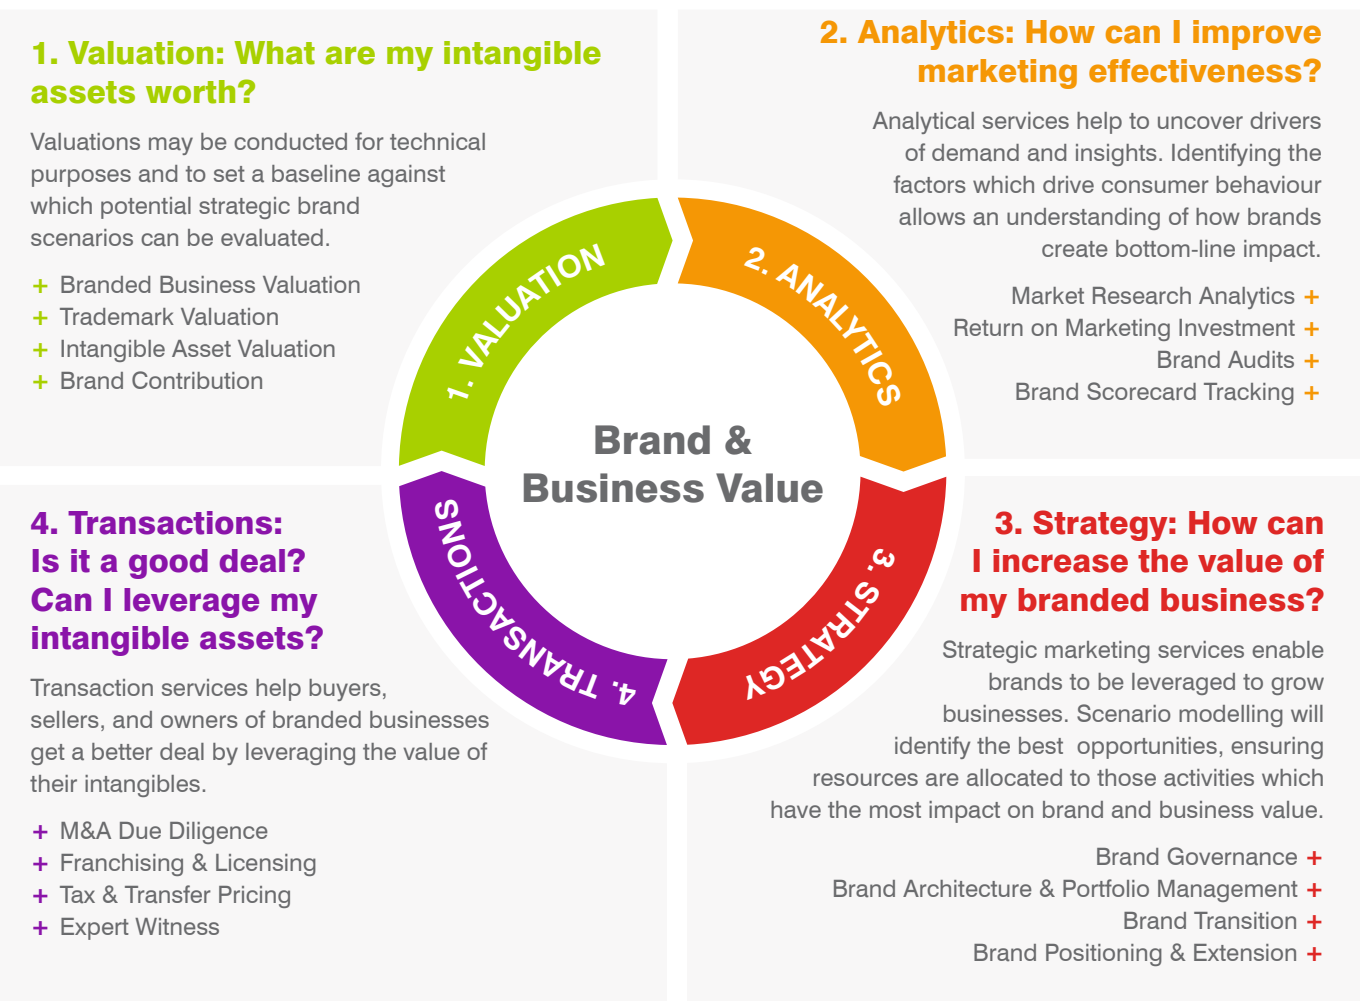 1. Valuation: What are my intangible
assets worth?
Valuations may be conducted for technical
purposes and to set a baseline against
which potential strategic brand
scenarios can be evaluated.
+ Branded Business Valuation
+ Trademark Valuation
+ Intangible Asset Valuation
+ Brand Contribution
2. Analytics: How can I improve
marketing effectiveness?
Analytical services help to uncover drivers
of demand and insights. Identifying the
factors which drive consumer behaviour
allows an understanding of how brands
create bottom-line impact.
Market Research Analytics +
Return on Marketing Investment +
Brand Audits +
Brand Scorecard Tracking +
1. VALUATION
2. ANALYTICS
Brand &
Business Value
3. STRATEGY
4. TRANSACTIONS
4. Transactions:
Is it a good deal?
Can I leverage my
intangible assets?
Transaction services help buyers,
sellers, and owners of branded businesses
get a better deal by leveraging the value of
their intangibles.
+ M&A Due Diligence
+ Franchising & Licensing
+ Tax & Transfer Pricing
+ Expert Witness
3. Strategy: How can
I increase the value of
my branded business?
Strategic marketing services enable
brands to be leveraged to grow
businesses. Scenario modelling will
identify the best  opportunities, ensuring
resources are allocated to those activities which
have the most impact on brand and business value.
Brand Governance +
Brand Architecture & Portfolio Management +
Brand Transition +
Brand Positioning & Extension +